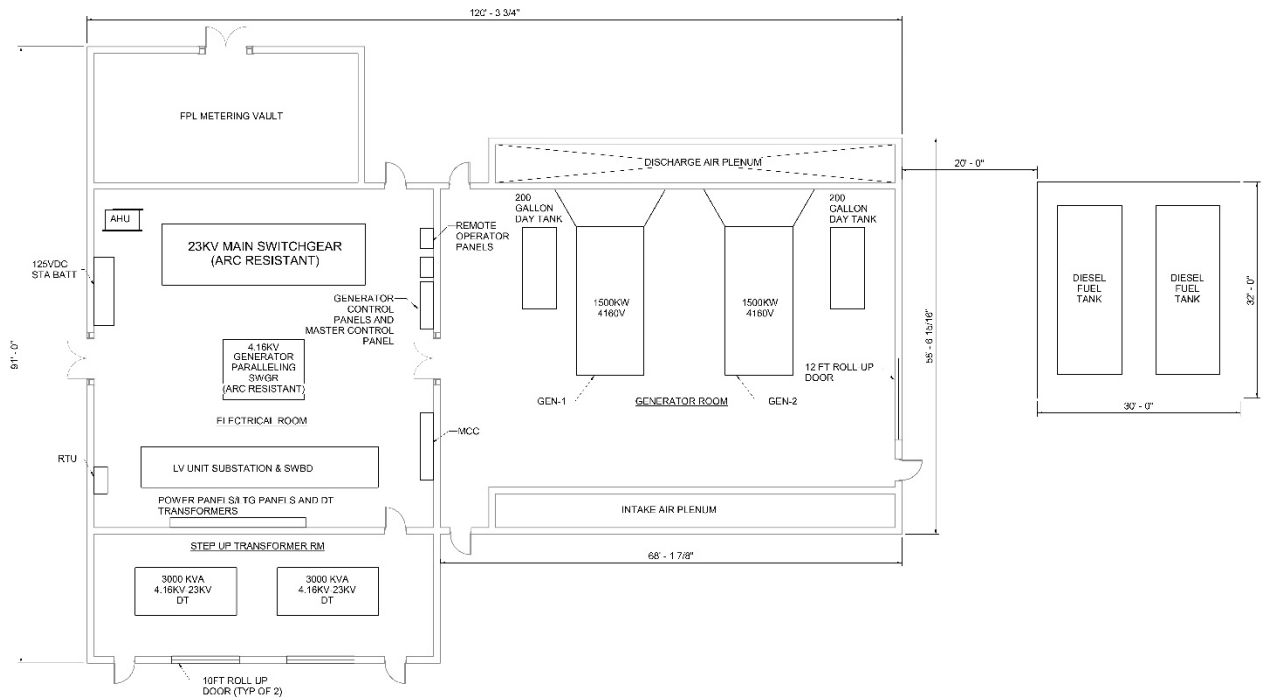 120' - 3 3/4"
FPL METERING VAULT
DISCHARGE AIR PLENUM
20' - 0"
AHU
23KV MAIN SWITCHGEAR
(ARC RESISTANT)
REMOTE
OPERATOR
PANELS
200
GALLON
DAY TANK
200
GALLON
DAY TANK
125VDC
STA BATT
GENERATOR
CONTROL
PANELS AND
MASTER CONTROL
PANEL
1500KW
4160V
1500KW
4160V
DIESEL
FUEL
TANK
DIESEL
FUEL
TANK
32' - 0"
91' - 0"
4.16KV
GENERATOR
PARALLELING
SWGR
(ARC RESISTANT)
12 FT ROLL UP
DOOR
6 15/16"
GEN-1
GENERATOR ROOM
GEN-2
30' - 0"
ELECTRICAL ROOM
MCC
RTU
LV UNIT SUBSTATION & SWBD
POWER PANELS/LTG PANELS AND DT
TRANSFORMERS
INTAKE AIR PLENUM
STEP UP TRANSFORMER RM
68' - 1 7/8"
3000 KVA
4.16KV-23KV
DT
3000 KVA
4.16KV-23KV
DT
10FT ROLL UP
DOOR (TYP OF 2)